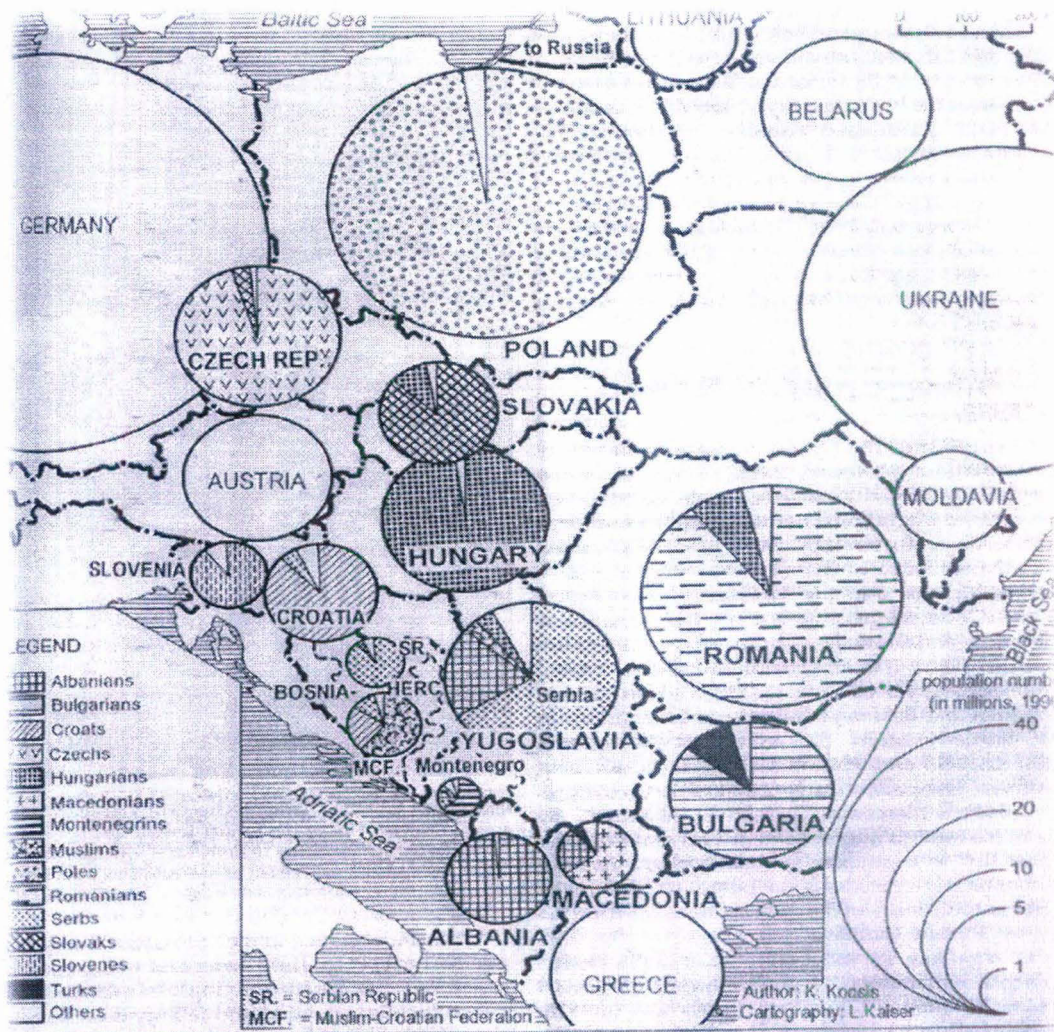 Baltic Sea
LITHUANIA
100
to Russia
BELARUS
GERMANY
UKRAINE
CZECH REP.
POLAND
SLOVAKIA
AUSTRIA
MOLDAVIA
HUNGARY
SLOVENIA
CROATIA
SR.
ROMANIA
Black Sea
BOSNIA-
HERC.
Serbia
YUGOSLAVIA
MCF.
Montenegro
Adriatic Sea
BULGARIA
MACEDONIA
ALBANIA
GREECE
LEGEND
Albanians
Bulgarians
Croats
Czechs
Hungarians
Macedonians
Montenegrins
Muslims
Poles
Romanians
Serbs
Slovaks
Slovenes
Turks
Others
SR. = Serbian Republic
MCF. = Muslim-Croatian Federation
population numb
(in millions, 199
40
20
10
5
1
Author: K. Kocsis
Cartography: L.Kaiser